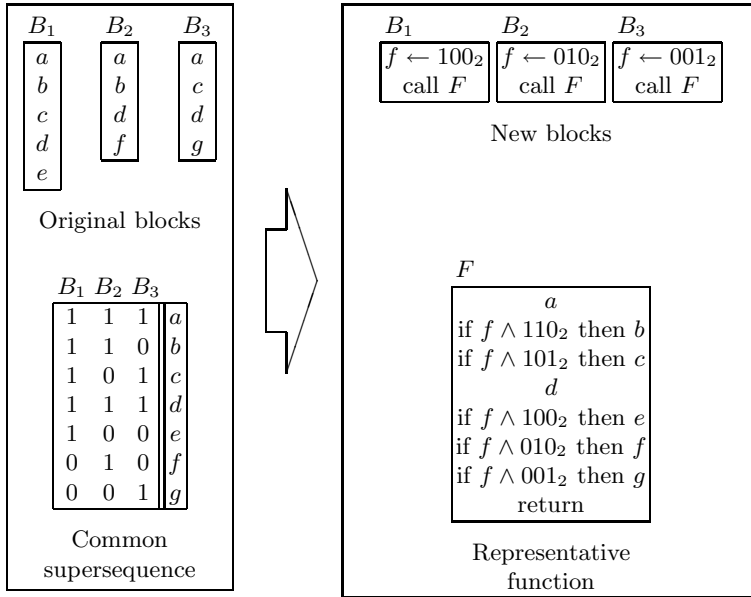 B₁ B₂ B₃
a a a
b b c
c d d
d f g
e
Original blocks
B₁ B₂ B₃
1 1 1 a
1 1 0 b
1 0 1 c
1 1 1 d
1 0 0 e
0 1 0 f
0 0 1 g
Common
supersequence
B₁ B₂ B₃
f ← 100₂ f ← 010₂ f ← 001₂
call F call F call F
New blocks
F
a
if f ∧ 110₂ then b
if f ∧ 101₂ then c
d
if f ∧ 100₂ then e
if f ∧ 010₂ then f
if f ∧ 001₂ then g
return
Representative
function